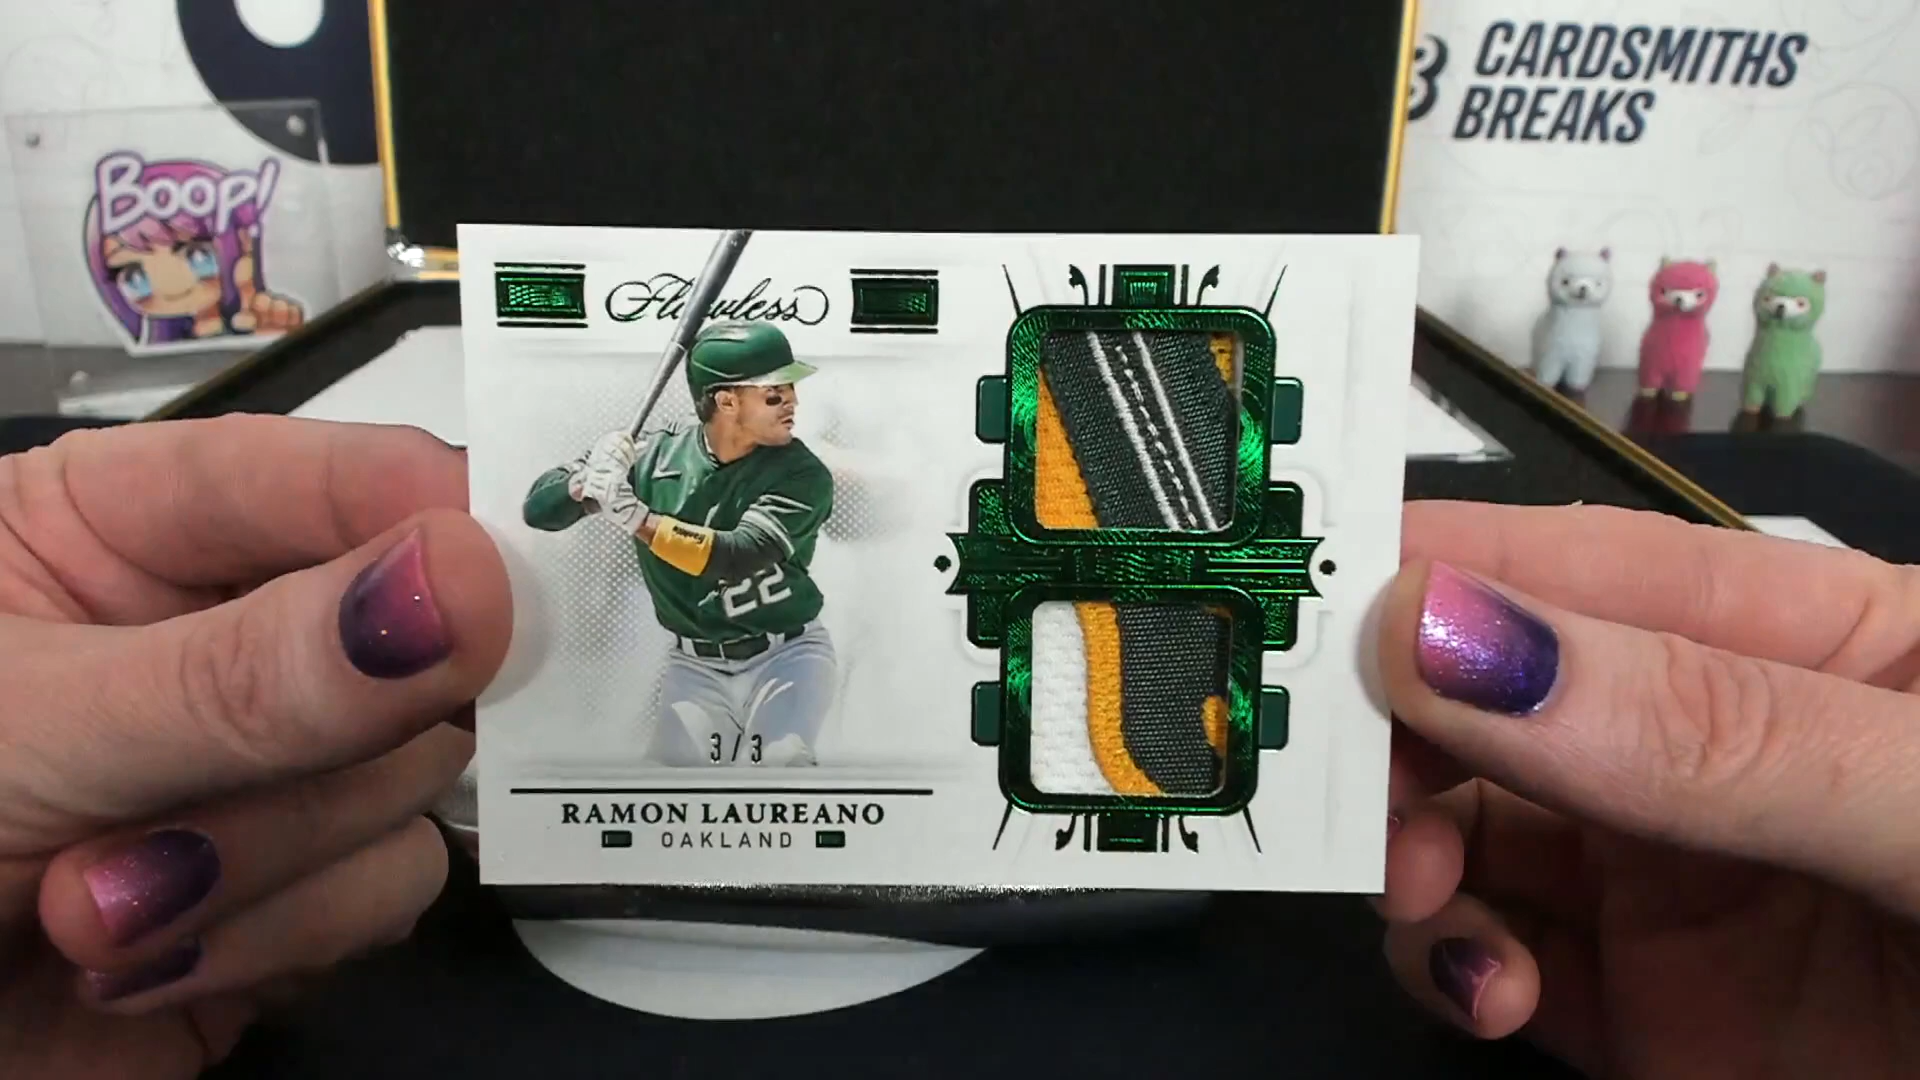 CARDSMITHS
BREAKS
BOOP!
Flawless
22
3/3
RAMON LAUREANO
OAKLAND